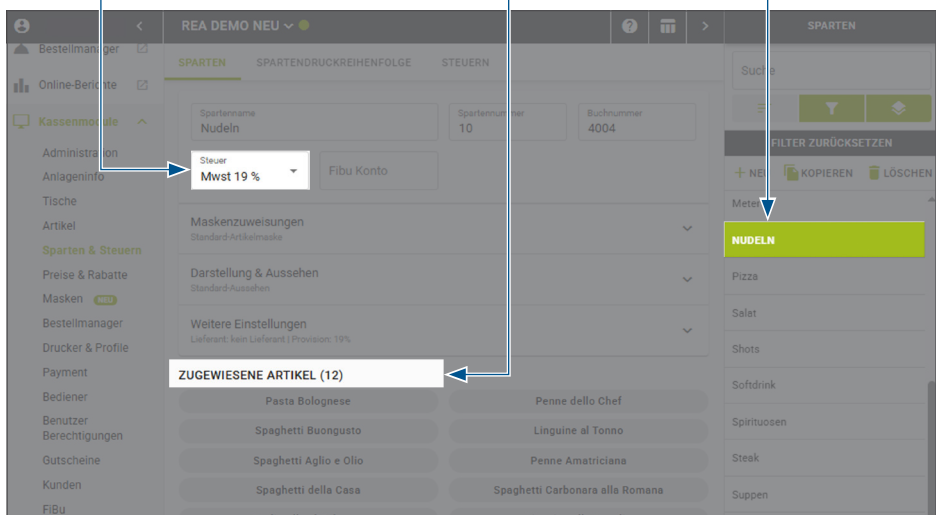 REA DEMO NEU
SPARTEN
Bestellmanager
Online-Berichte
Kassenmodule
Administration
Anlageninfo
Tische
Artikel
Sparten & Steuern
Preise & Rabatte
Masken NEU
Bestellmanager
Drucker & Profile
Payment
Bediener
Benutzer
Berechtigungen
Gutscheine
Kunden
FiBu
SPARTEN SPARTENDRUCKREIHENFOLGE STEUERN
Spartenname
Nudeln
Spartennummer
10
Buchnummer
4004
Steuer
Mwst 19 %
Fibu Konto
Maskenzuweisungen
Standard-Artikelmaske
Darstellung & Aussehen
Standard-Aussehen
Weitere Einstellungen
Lieferant: kein Lieferant | Provision: 19%
ZUGEWIESENE ARTIKEL (12)
Pasta Bolognese
Penne dello Chef
Spaghetti Buongusto
Linguine al Tonno
Spaghetti Aglio e Olio
Penne Amatriciana
Spaghetti della Casa
Spaghetti Carbonara alla Romana
Suche
FILTER ZURÜCKSETZEN
NEU KOPIEREN LÖSCHEN
Meter
NUDELN
Pizza
Salat
Shots
Softdrink
Spirituosen
Steak
Suppen